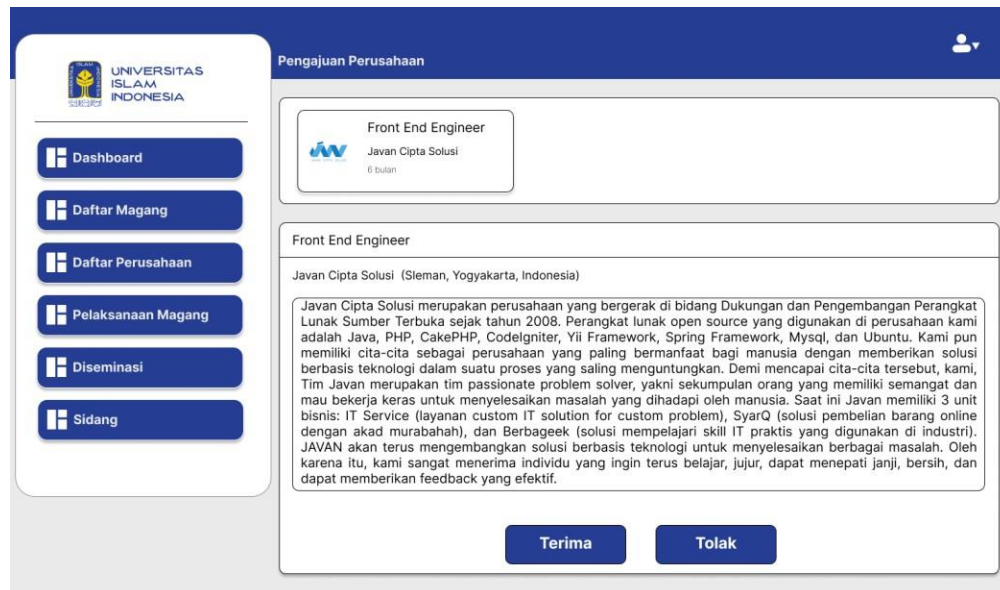 UNIVERSITAS
ISLAM
INDONESIA
Dashboard
Daftar Magang
Daftar Perusahaan
Pelaksanaan Magang
Diseminasi
Sidang
Pengajuan Perusahaan
Front End Engineer
Javan Cipta Solusi
6 bulan
Front End Engineer
Javan Cipta Solusi (Sleman, Yogyakarta, Indonesia)
Javan Cipta Solusi merupakan perusahaan yang bergerak di bidang Dukungan dan Pengembangan Perangkat
Lunak Sumber Terbuka sejak tahun 2008. Perangkat lunak open source yang digunakan di perusahaan kami
adalah Java, PHP, CakePHP, CodeIgniter, Yii Framework, Spring Framework, Mysql, dan Ubuntu. Kami pun
memiliki cita-cita sebagai perusahaan yang paling bermanfaat bagi manusia dengan memberikan solusi
berbasis teknologi dalam suatu proses yang saling menguntungkan. Demi mencapai cita-cita tersebut, kami,
Tim Javan merupakan tim passionate problem solver, yakni sekumpulan orang yang memiliki semangat dan
mau bekerja keras untuk menyelesaikan masalah yang dihadapi oleh manusia. Saat ini Javan memiliki 3 unit
bisnis: IT Service (layanan custom IT solution for custom problem), SyarQ (solusi pembelian barang online
dengan akad murabahah), dan Berbageek (solusi mempelajari skill IT praktis yang digunakan di industri).
JAVAN akan terus mengembangkan solusi berbasis teknologi untuk menyelesaikan berbagai masalah. Oleh
karena itu, kami sangat menerima individu yang ingin terus belajar, jujur, dapat menepati janji, bersih, dan
dapat memberikan feedback yang efektif.
Terima
Tolak